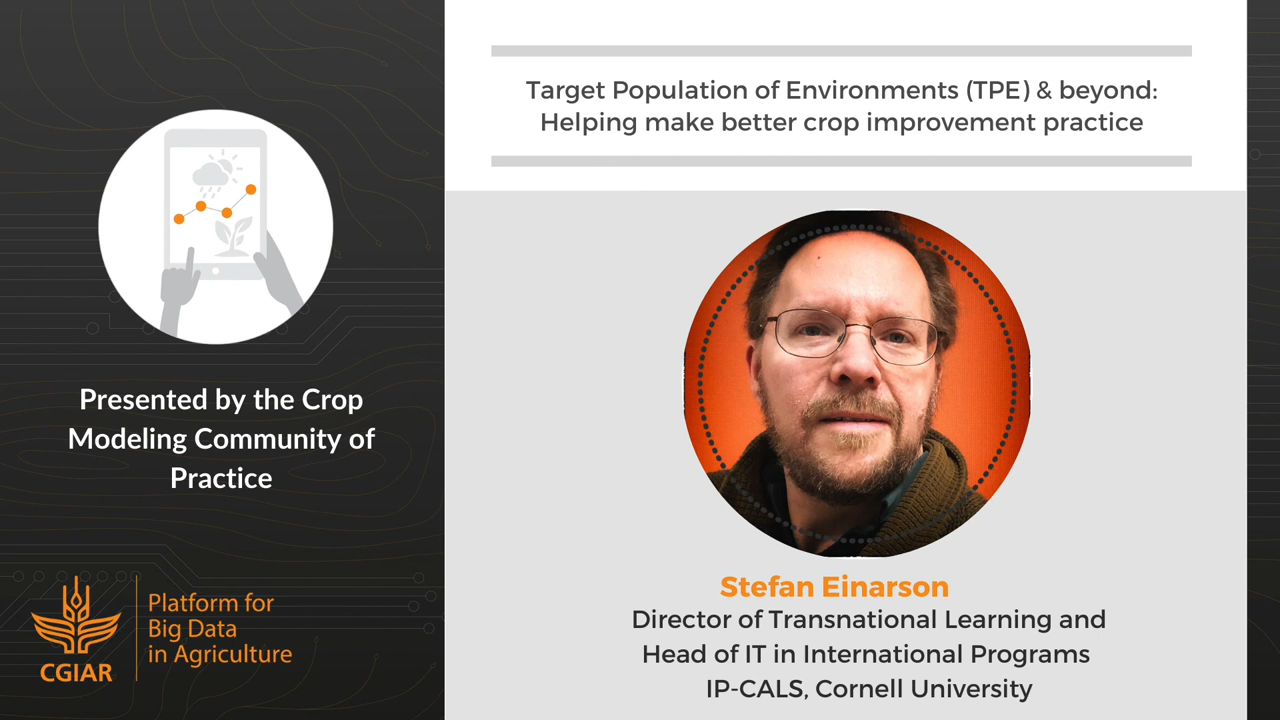 Presented by the Crop
Modeling Community of
Practice
CGIAR
Platform for
Big Data
in Agriculture
Target Population of Environments (TPE) & beyond:
Helping make better crop improvement practice
Stefan Einarson
Director of Transnational Learning and
Head of IT in International Programs
IP-CALS, Cornell University